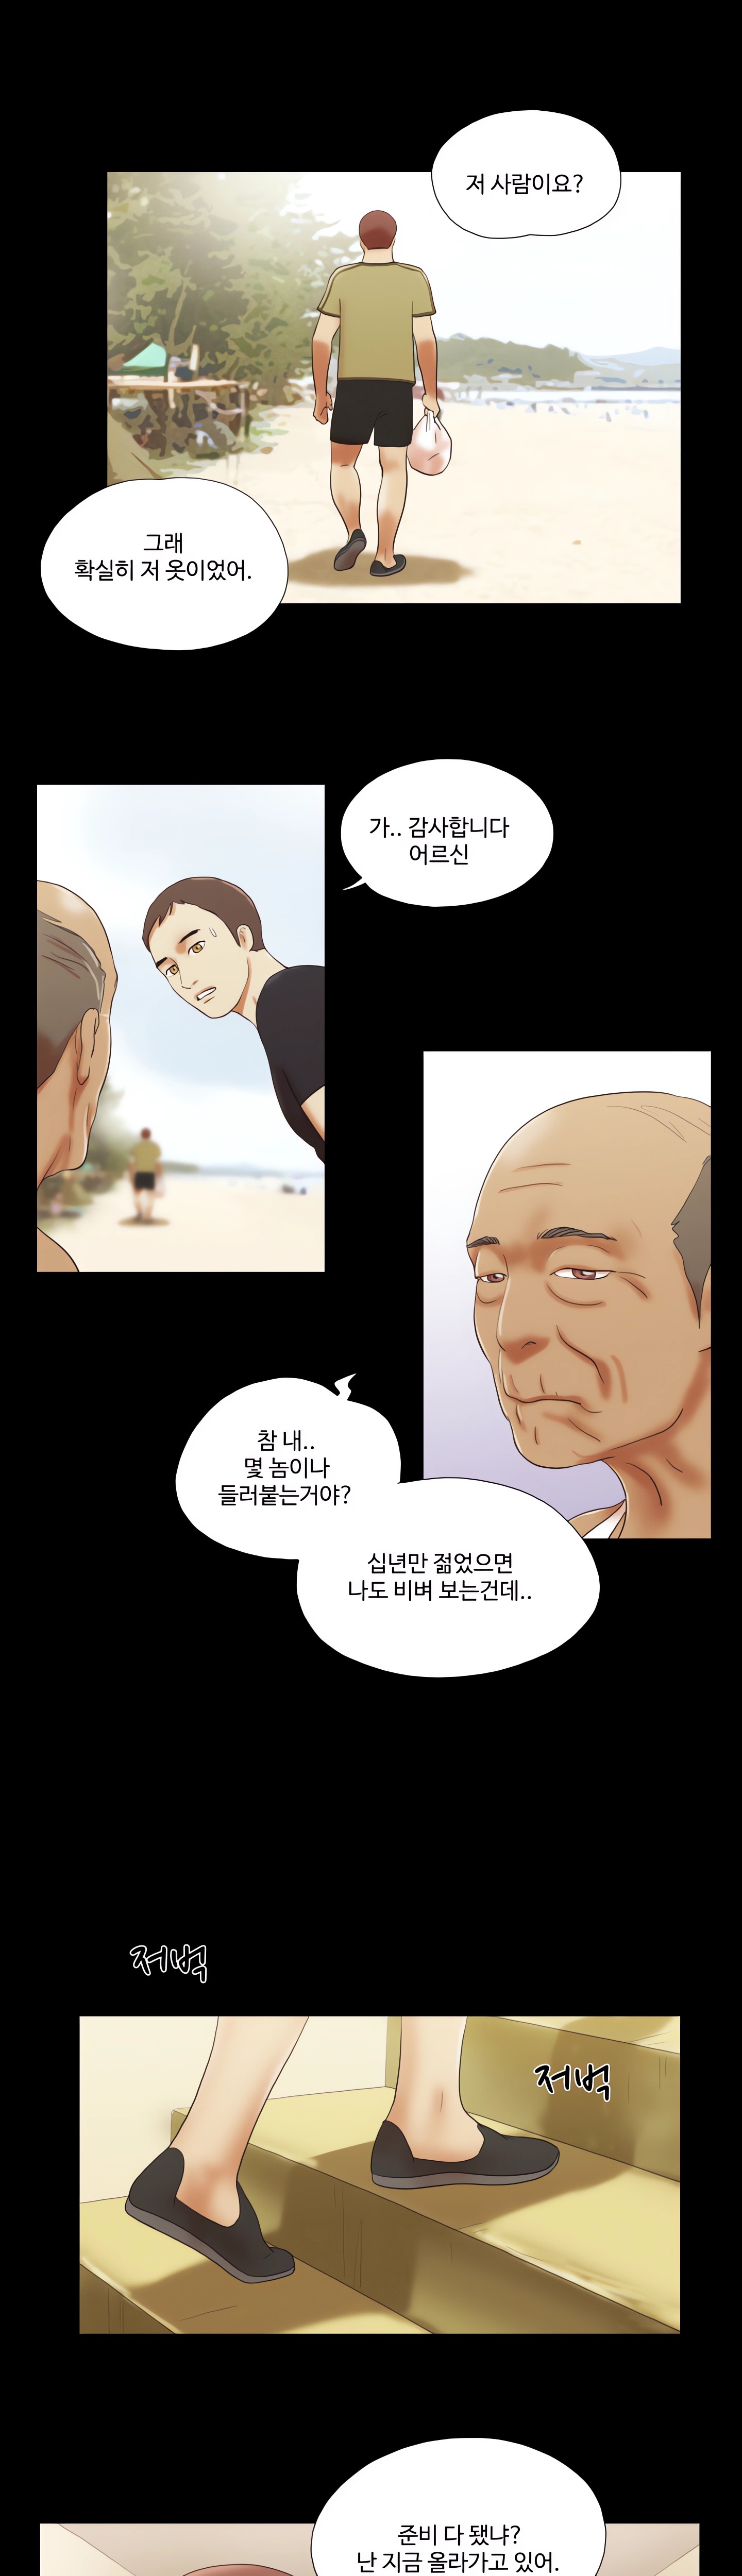 저 사람이요?
그래
확실히 저 옷이었어.
가.. 감사합니다
어르신
참 내..
몇 놈이나
들러붙는거야?
십년만 젊었으면
나도 비벼 보는건데..
저벅
저벅
준비 다 됐냐?
난 지금 올라가고 있어.